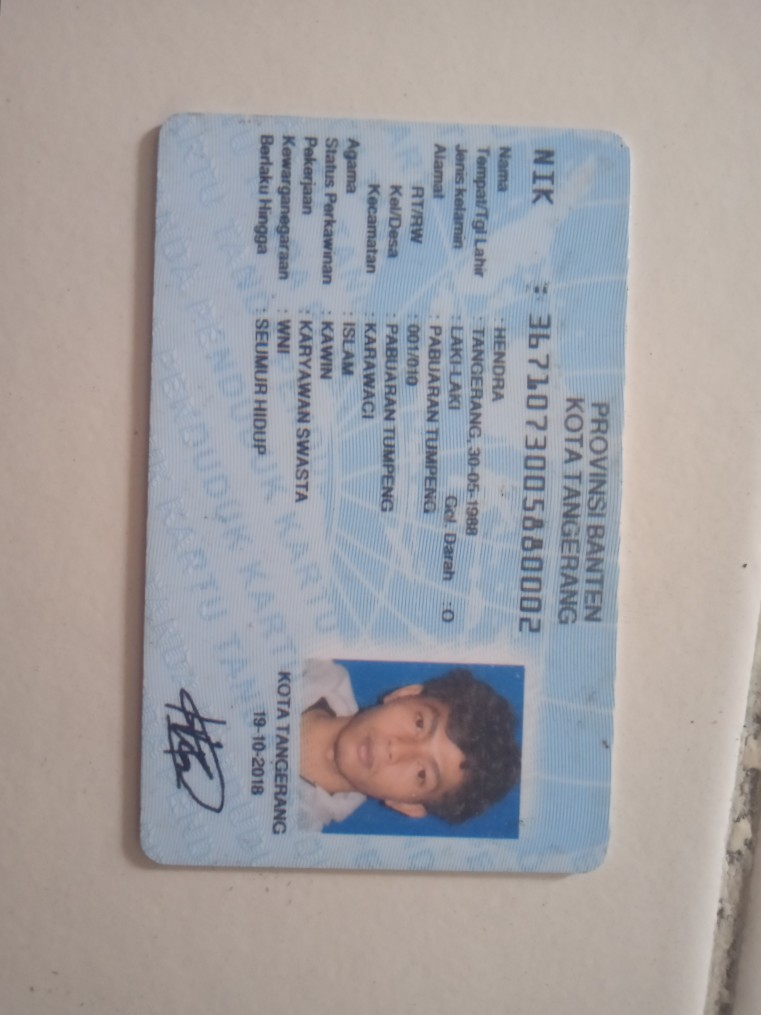 PROVINSI BANTEN
KOTA TANGERANG
NIK : 3671073005880002
Nama : HENDRA
Tempat/Tgl Lahir : TANGERANG, 30-05-1988
Jenis kelamin : LAKI-LAKI Gol. Darah : O
Alamat : PABUARAN TUMPENG
RT/RW : 001/010
Kel/Desa : PABUARAN TUMPENG
Kecamatan : KARAWACI
Agama : ISLAM
Status Perkawinan : KAWIN
Pekerjaan : KARYAWAN SWASTA
Kewarganegaraan : WNI
Berlaku Hingga : SEUMUR HIDUP
KOTA TANGERANG
19-10-2018